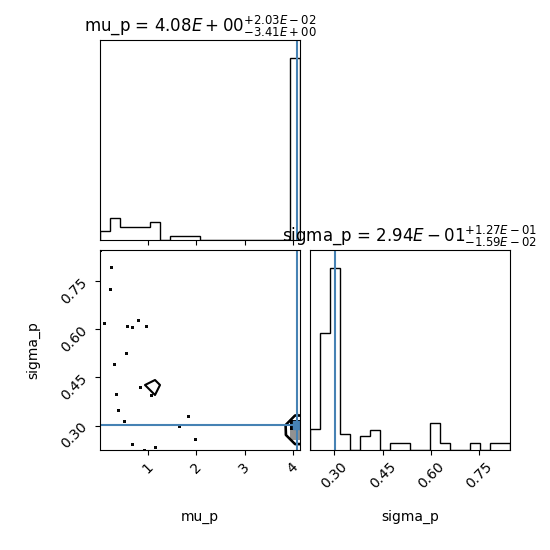 mu_p = 4.08E + 00+2.03E−02 −3.41E+00
sigma_p = 2.94E − 01+1.27E−01 −1.59E−02
0.75
0.60
0.45
0.30
sigma_p
1 2 3 4
0.30 0.45 0.60 0.75
mu_p
sigma_p